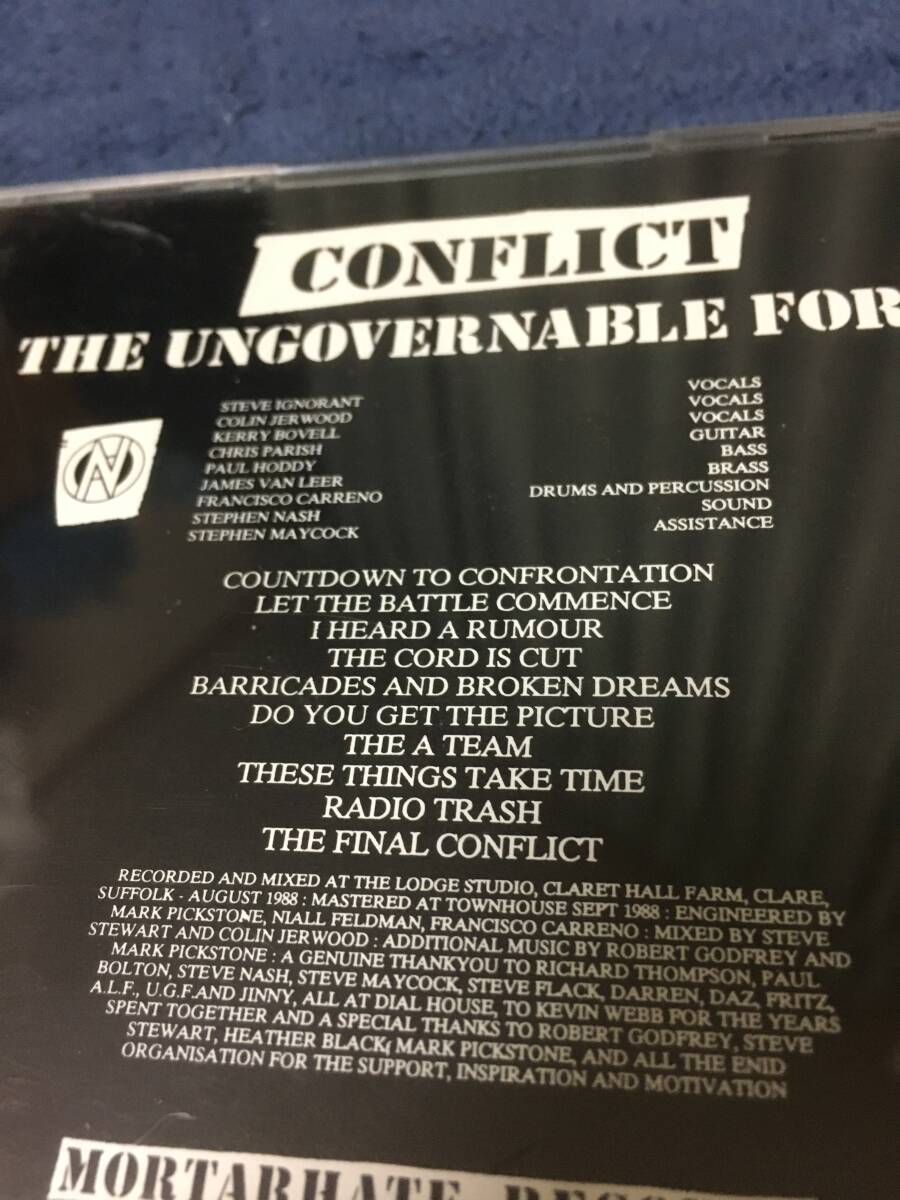 CONFLICT
THE UNGOVERNABLE FOR
STEVE IGNORANT VOCALS
COLIN JERWOOD VOCALS
KERRY BOVELL VOCALS
CHRIS PARISH GUITAR
PAUL HODDY BASS
JAMES VAN LEER BRASS
FRANCISCO CARRENO DRUMS AND PERCUSSION
STEPHEN NASH SOUND
STEPHEN MAYCOCK ASSISTANCE
COUNTDOWN TO CONFRONTATION
LET THE BATTLE COMMENCE
I HEARD A RUMOUR
THE CORD IS CUT
BARRICADES AND BROKEN DREAMS
DO YOU GET THE PICTURE
THE A TEAM
THESE THINGS TAKE TIME
RADIO TRASH
THE FINAL CONFLICT
RECORDED AND MIXED AT THE LODGE STUDIO, CLARET HALL FARM, CLARE,
SUFFOLK - AUGUST 1988 : MASTERED AT TOWNHOUSE SEPT 1988 : ENGINEERED BY
MARK PICKSTONE, NIALL FELDMAN, FRANCISCO CARRENO : MIXED BY STEVE
STEWART AND COLIN JERWOOD : ADDITIONAL MUSIC BY ROBERT GODFREY AND
MARK PICKSTONE : A GENUINE THANKYOU TO RICHARD THOMPSON, PAUL
BOLTON, STEVE NASH, STEVE MAYCOCK, STEVE FLACK, DARREN, DAZ, FRITZ,
A.L.F., U.G.F.AND JINNY, ALL AT DIAL HOUSE, TO KEVIN WEBB FOR THE YEARS
SPENT TOGETHER AND A SPECIAL THANKS TO ROBERT GODFREY, STEVE
STEWART, HEATHER BLACK, MARK PICKSTONE, AND ALL THE ENID
ORGANISATION FOR THE SUPPORT, INSPIRATION AND MOTIVATION
MORTARHATE